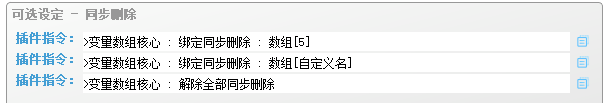 可选设定 - 同步删除
插件指令: >变量数组核心 : 绑定同步删除 : 数组[5]
插件指令: >变量数组核心 : 绑定同步删除 : 数组[自定义名]
插件指令: >变量数组核心 : 解除全部同步删除